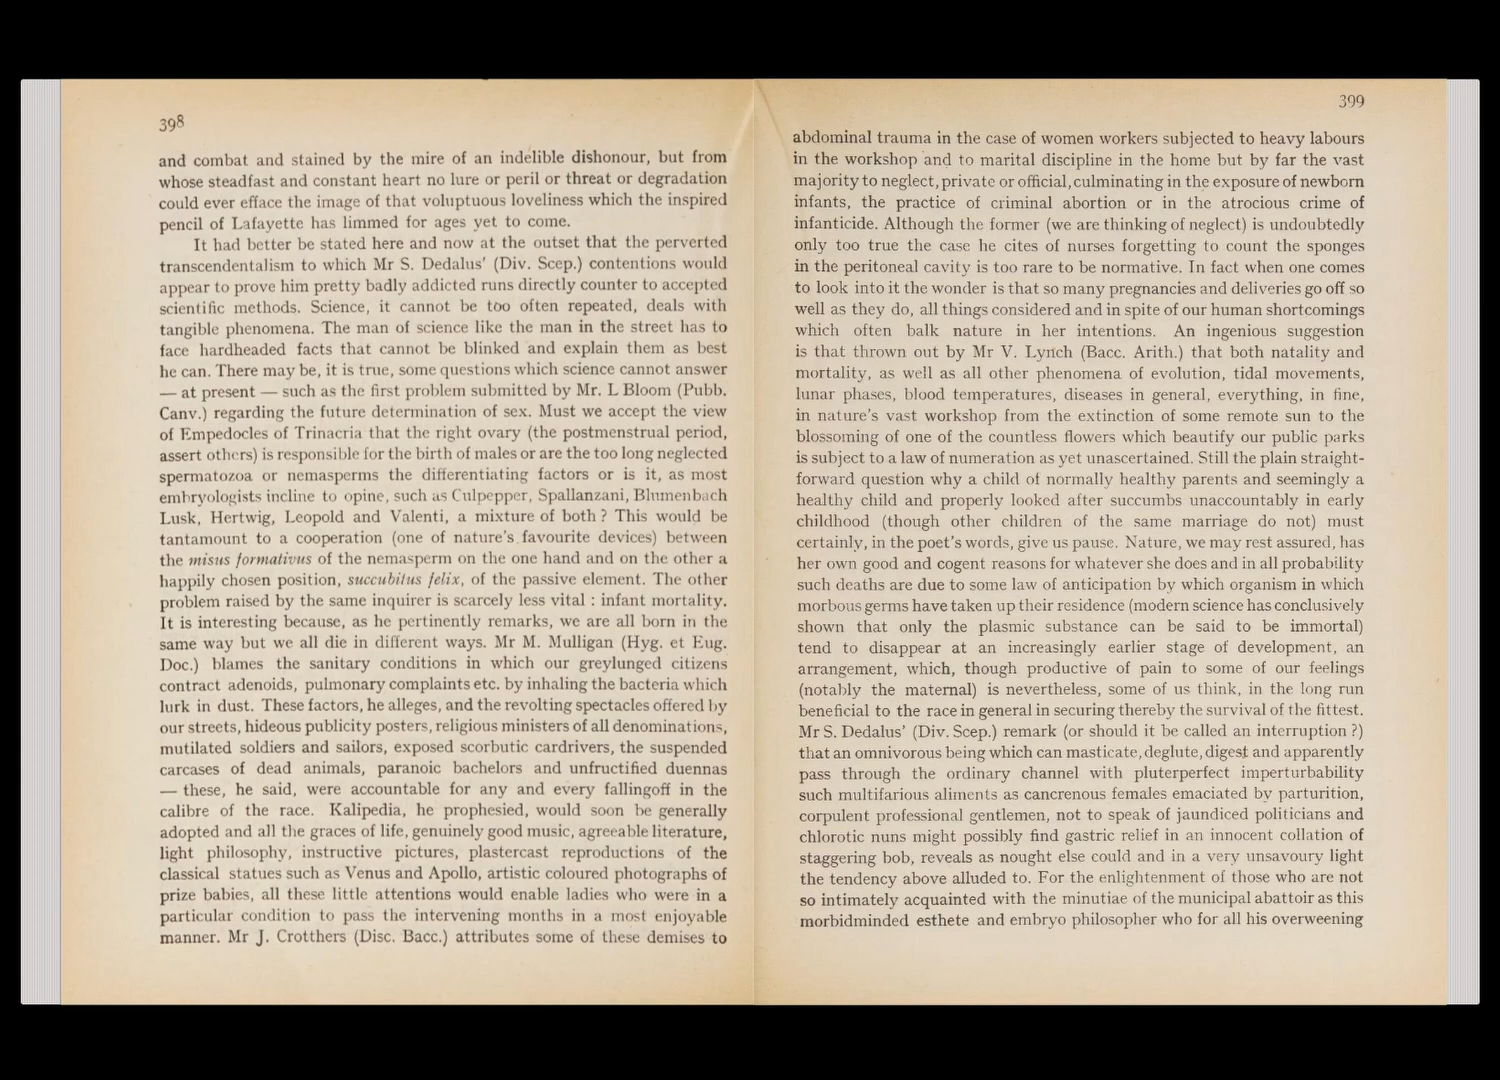 398
and combat and stained by the mire of an indelible dishonour, but from
whose steadfast and constant heart no lure or peril or threat or degradation
could ever efface the image of that voluptuous loveliness which the inspired
pencil of Lafayette has limmed for ages yet to come.
It had better be stated here and now at the outset that the perverted
transcendentalism to which Mr S. Dedalus' (Div. Scep.) contentions would
appear to prove him pretty badly addicted runs directly counter to accepted
scientific methods. Science, it cannot be too often repeated, deals with
tangible phenomena. The man of science like the man in the street has to
face hardheaded facts that cannot be blinked and explain them as best
he can. There may be, it is true, some questions which science cannot answer
— at present — such as the first problem submitted by Mr. L Bloom (Pubb.
Canv.) regarding the future determination of sex. Must we accept the view
of Empedocles of Trinacria that the right ovary (the postmenstrual period,
assert others) is responsible for the birth of males or are the too long neglected
spermatozoa or nemasperms the differentiating factors or is it, as most
embryologists incline to opine, such as Culpepper, Spallanzani, Blumenbach
Lusk, Hertwig, Leopold and Valenti, a mixture of both ? This would be
tantamount to a cooperation (one of nature's favourite devices) between
the misus formativus of the nemasperm on the one hand and on the other a
happily chosen position, succubitus felix, of the passive element. The other
problem raised by the same inquirer is scarcely less vital : infant mortality.
It is interesting because, as he pertinently remarks, we are all born in the
same way but we all die in different ways. Mr M. Mulligan (Hyg. et Eug.
Doc.) blames the sanitary conditions in which our greylunged citizens
contract adenoids, pulmonary complaints etc. by inhaling the bacteria which
lurk in dust. These factors, he alleges, and the revolting spectacles offered by
our streets, hideous publicity posters, religious ministers of all denominations,
mutilated soldiers and sailors, exposed scorbutic cardrivers, the suspended
carcases of dead animals, paranoic bachelors and unfructified duennas
— these, he said, were accountable for any and every fallingoff in the
calibre of the race. Kalipedia, he prophesied, would soon be generally
adopted and all the graces of life, genuinely good music, agreeable literature,
light philosophy, instructive pictures, plastercast reproductions of the
classical statues such as Venus and Apollo, artistic coloured photographs of
prize babies, all these little attentions would enable ladies who were in a
particular condition to pass the intervening months in a most enjoyable
manner. Mr J. Crotthers (Disc. Bacc.) attributes some of these demises to
399
abdominal trauma in the case of women workers subjected to heavy labours
in the workshop and to marital discipline in the home but by far the vast
majority to neglect, private or official, culminating in the exposure of newborn
infants, the practice of criminal abortion or in the atrocious crime of
infanticide. Although the former (we are thinking of neglect) is undoubtedly
only too true the case he cites of nurses forgetting to count the sponges
in the peritoneal cavity is too rare to be normative. In fact when one comes
to look into it the wonder is that so many pregnancies and deliveries go off so
well as they do, all things considered and in spite of our human shortcomings
which often balk nature in her intentions. An ingenious suggestion
is that thrown out by Mr V. Lynch (Bacc. Arith.) that both natality and
mortality, as well as all other phenomena of evolution, tidal movements,
lunar phases, blood temperatures, diseases in general, everything, in fine,
in nature's vast workshop from the extinction of some remote sun to the
blossoming of one of the countless flowers which beautify our public parks
is subject to a law of numeration as yet unascertained. Still the plain straight-
forward question why a child of normally healthy parents and seemingly a
healthy child and properly looked after succumbs unaccountably in early
childhood (though other children of the same marriage do not) must
certainly, in the poet's words, give us pause. Nature, we may rest assured, has
her own good and cogent reasons for whatever she does and in all probability
such deaths are due to some law of anticipation by which organism in which
morbous germs have taken up their residence (modern science has conclusively
shown that only the plasmic substance can be said to be immortal)
tend to disappear at an increasingly earlier stage of development, an
arrangement, which, though productive of pain to some of our feelings
(notably the maternal) is nevertheless, some of us think, in the long run
beneficial to the race in general in securing thereby the survival of the fittest.
Mr S. Dedalus' (Div. Scep.) remark (or should it be called an interruption ?)
that an omnivorous being which can masticate, deglute, digest and apparently
pass through the ordinary channel with pluterperfect imperturbability
such multifarious aliments as cancrenous females emaciated by parturition,
corpulent professional gentlemen, not to speak of jaundiced politicians and
chlorotic nuns might possibly find gastric relief in an innocent collation of
staggering bob, reveals as nought else could and in a very unsavoury light
the tendency above alluded to. For the enlightenment of those who are not
so intimately acquainted with the minutiae of the municipal abattoir as this
morbidminded esthete and embryo philosopher who for all his overweening